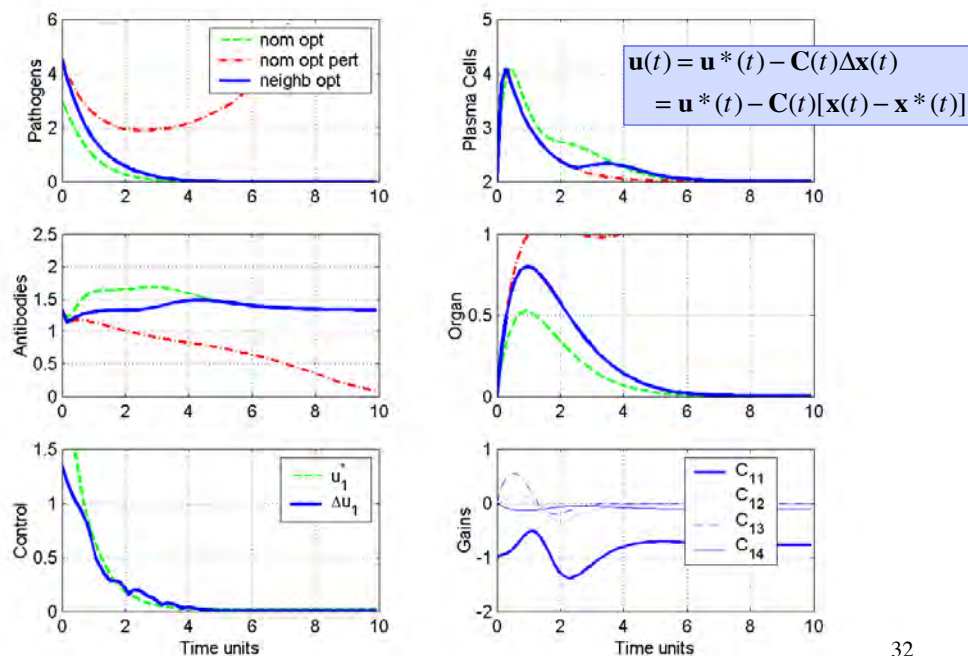 6
4
2
0
Pathogens
nom opt
nom opt pert
neighb opt
0 2 4 6 8 10
5
4
3
2
Plasma Cells
u(t) = u*(t) − C(t)Δx(t)
= u*(t) − C(t)[x(t) − x*(t)]
0 2 4 6 8 10
2.5
2
1.5
1
0.5
0
Antibodies
0 2 4 6 8 10
1
0.5
0
Organ
0 2 4 6 8 10
1.5
1
0.5
0
Control
u₁*
Δu₁
0 2 4 6 8 10
Time units
1
0
-1
-2
Gains
C₁₁
C₁₂
C₁₃
C₁₄
0 2 4 6 8 10
Time units
32